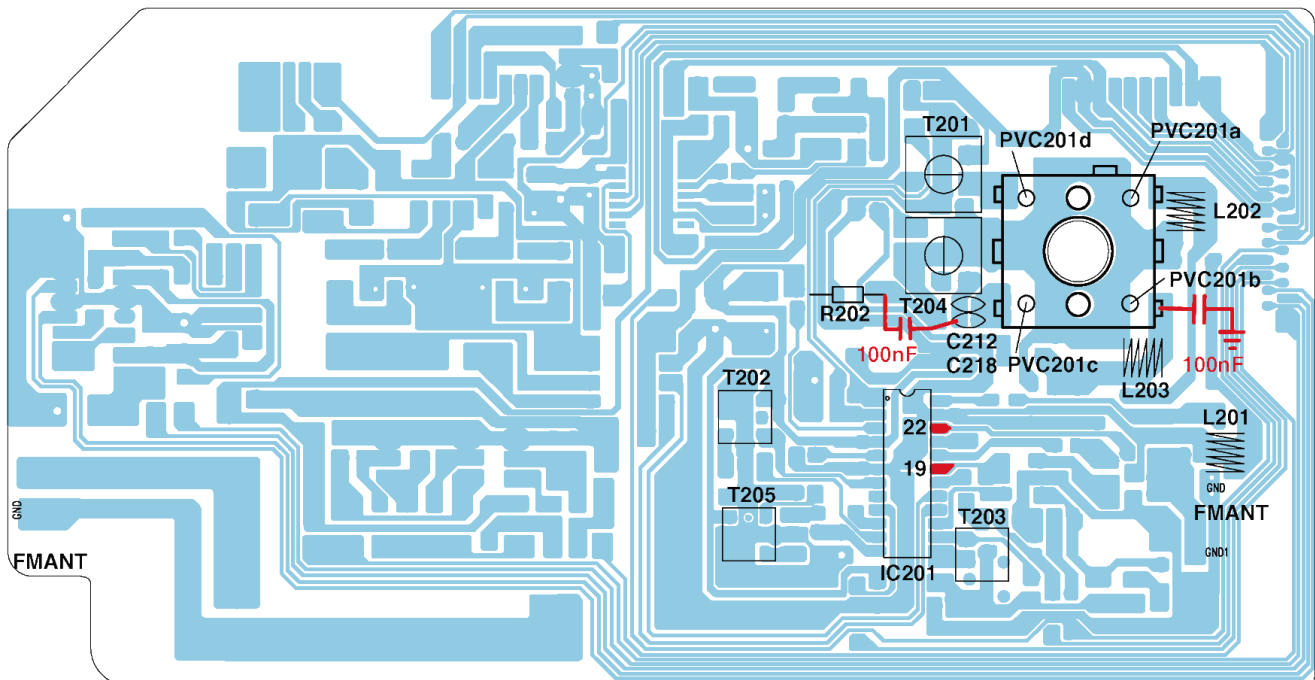 T201
PVC201d
PVC201a
L202
PVC201b
R202
T204
C212
100nF
C218
PVC201c
100nF
L203
T202
L201
22
19
GND
GND
T205
T203
FMANT
GND1
FMANT
IC201